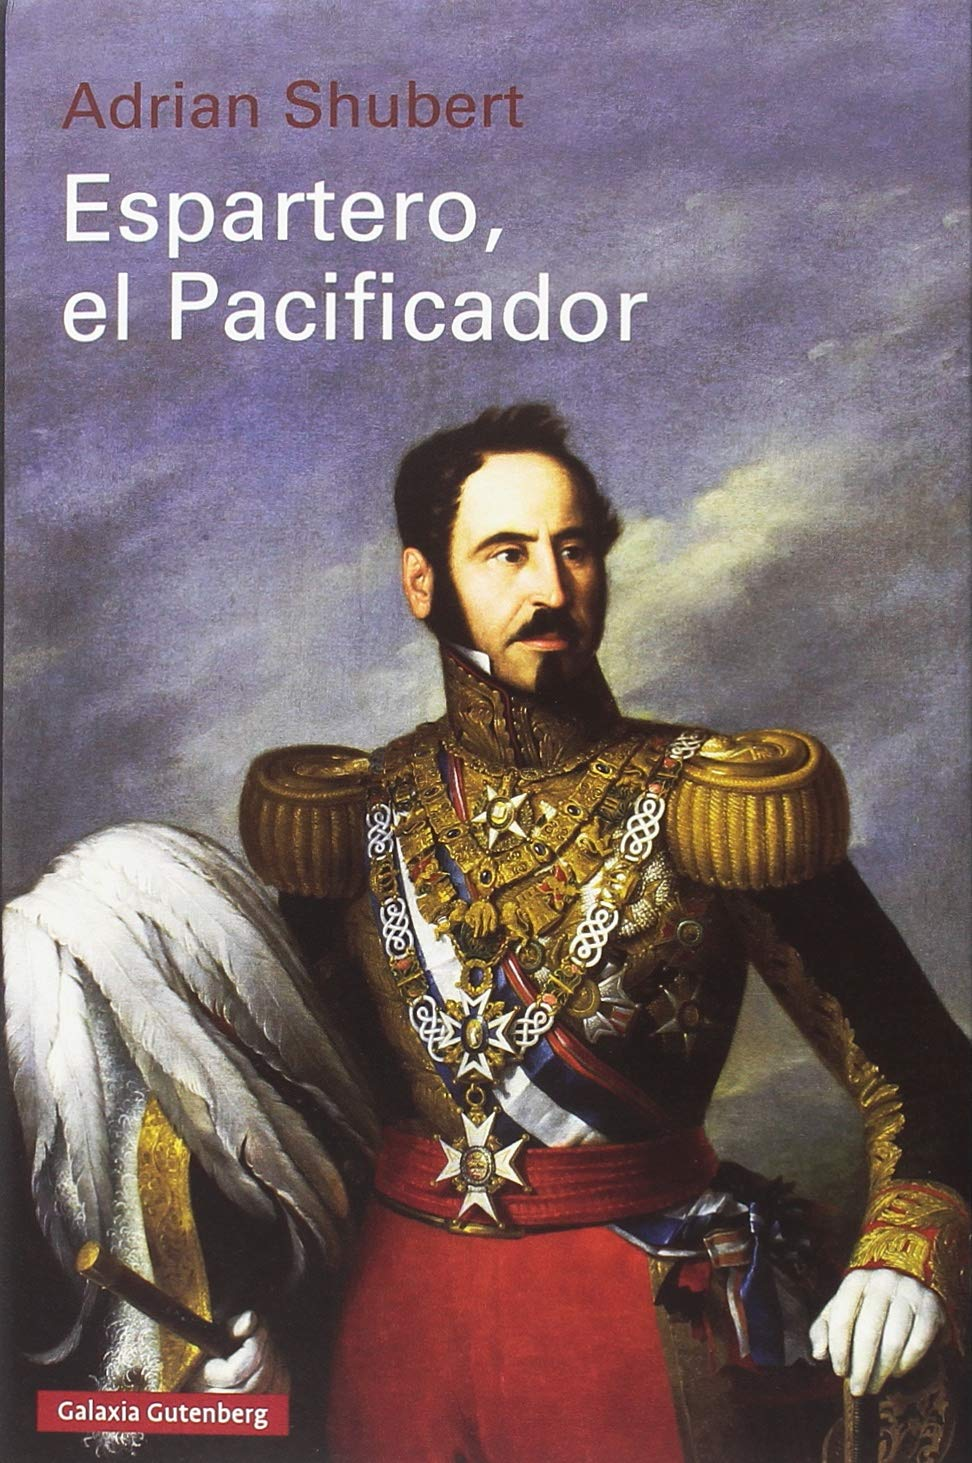 Adrian Shubert
Espartero,
el Pacificador
Galaxia Gutenberg